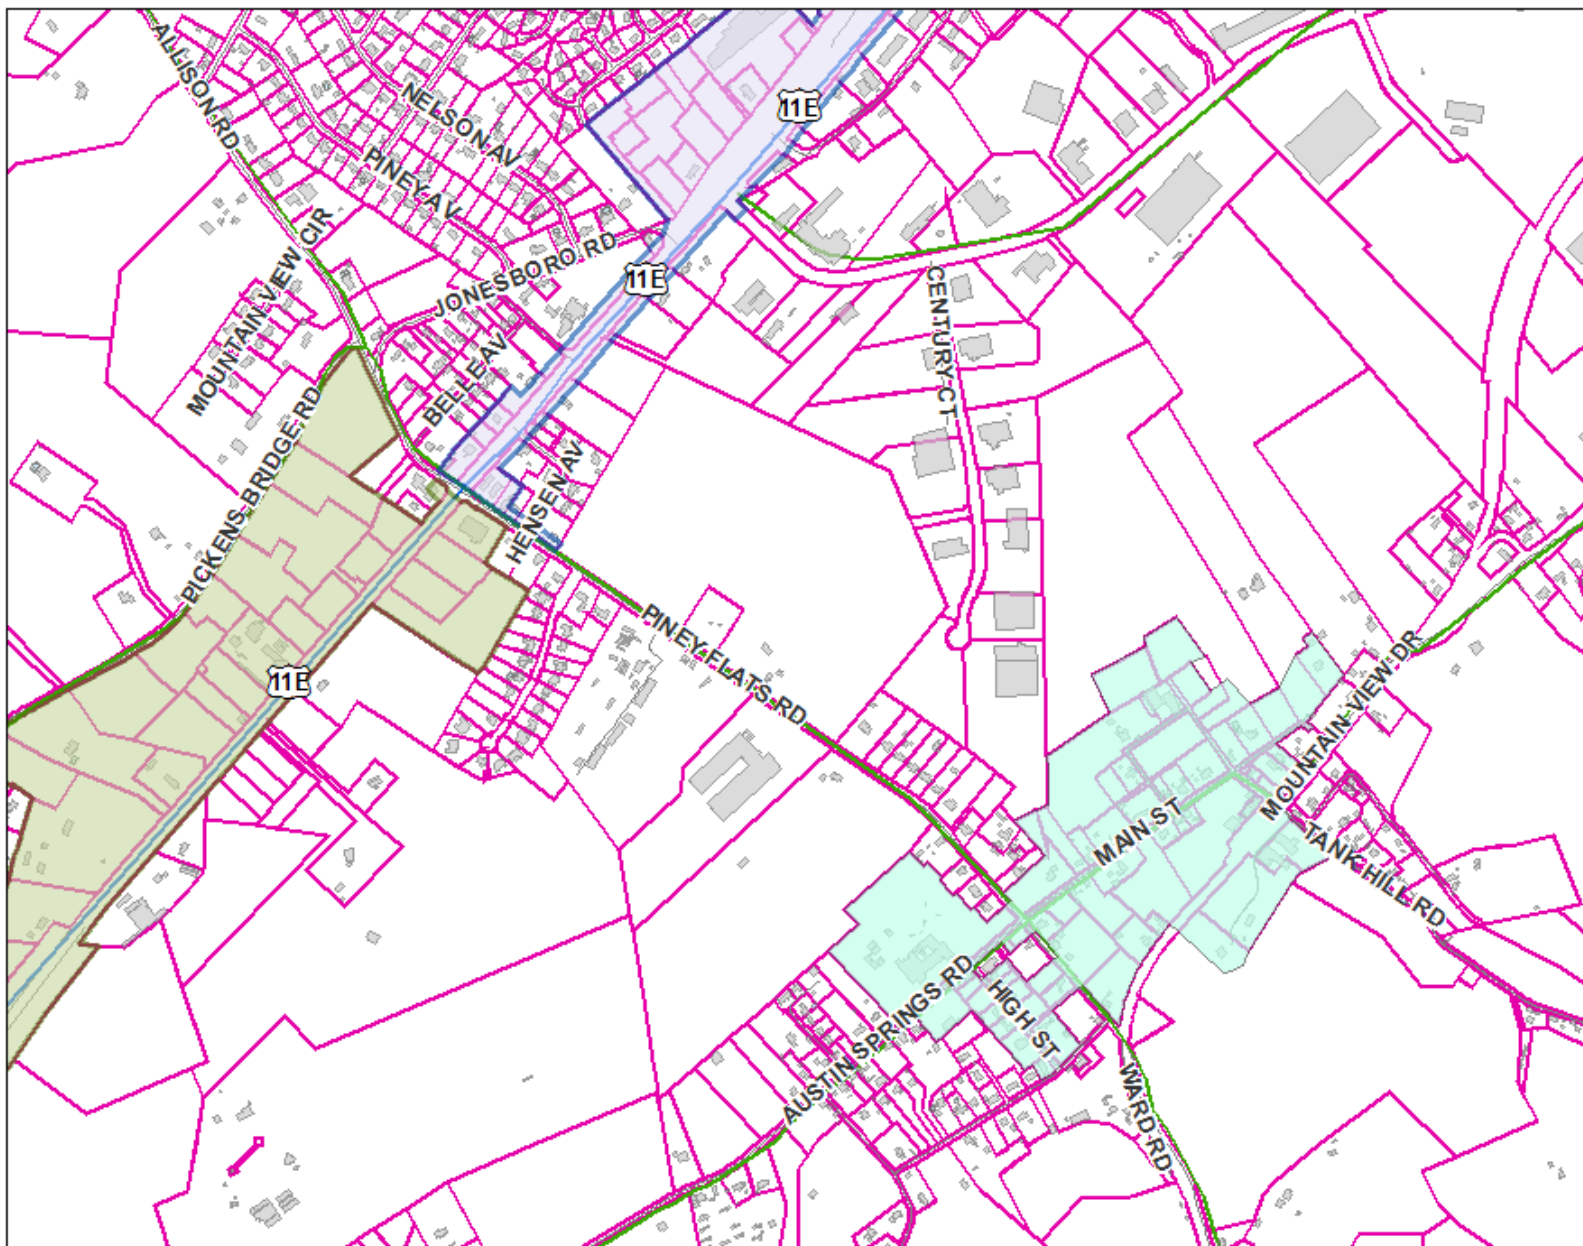 ALLISON RD
NELSON AV
11E
PINEY AV
MOUNTAIN VIEW CIR
JONESBORO RD
11E
CENTURY CT
BELLE AV
PICKENS BRIDGE RD
HENSEN AV
PINEY FLATS RD
11E
MOUNTAIN VIEW DR
MAIN ST
TANK HILL RD
AUSTIN SPRINGS RD
HIGH ST
WARD RD